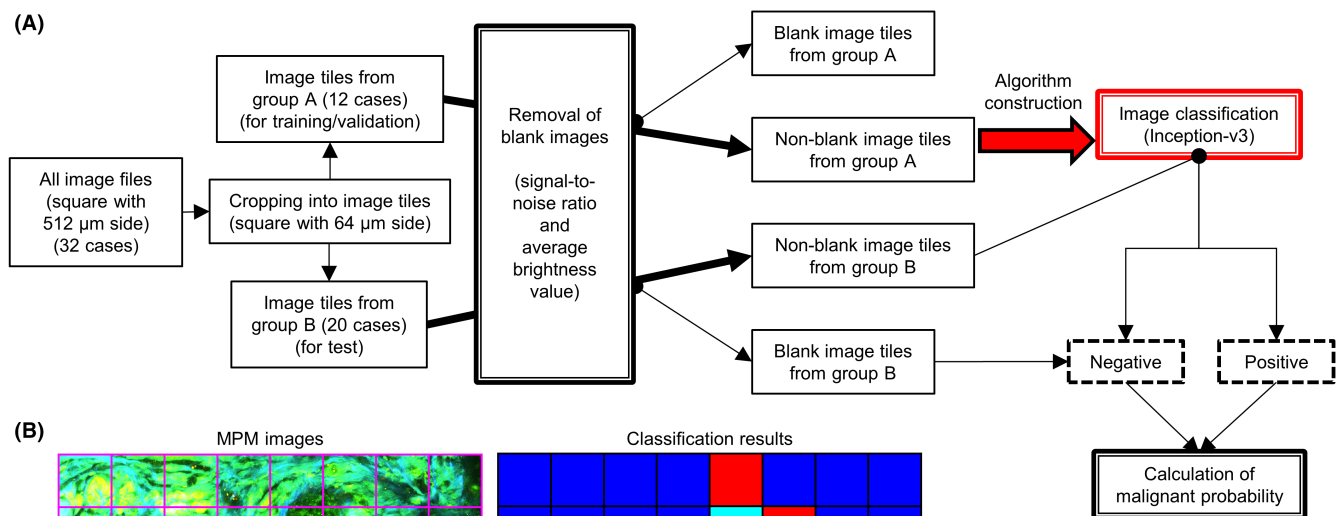 (A)
All image files
(square with
512 µm side)
(32 cases)
Image tiles from
group A (12 cases)
(for training/validation)
Cropping into image tiles
(square with 64 µm side)
Image tiles from
group B (20 cases)
(for test)
Removal of
blank images
(signal-to-
noise ratio
and
average
brightness
value)
Blank image tiles
from group A
Non-blank image tiles
from group A
Non-blank image tiles
from group B
Blank image tiles
from group B
Algorithm
construction
Image classification
(Inception-v3)
Negative
Positive
Calculation of
malignant probability
(B)
MPM images
Classification results